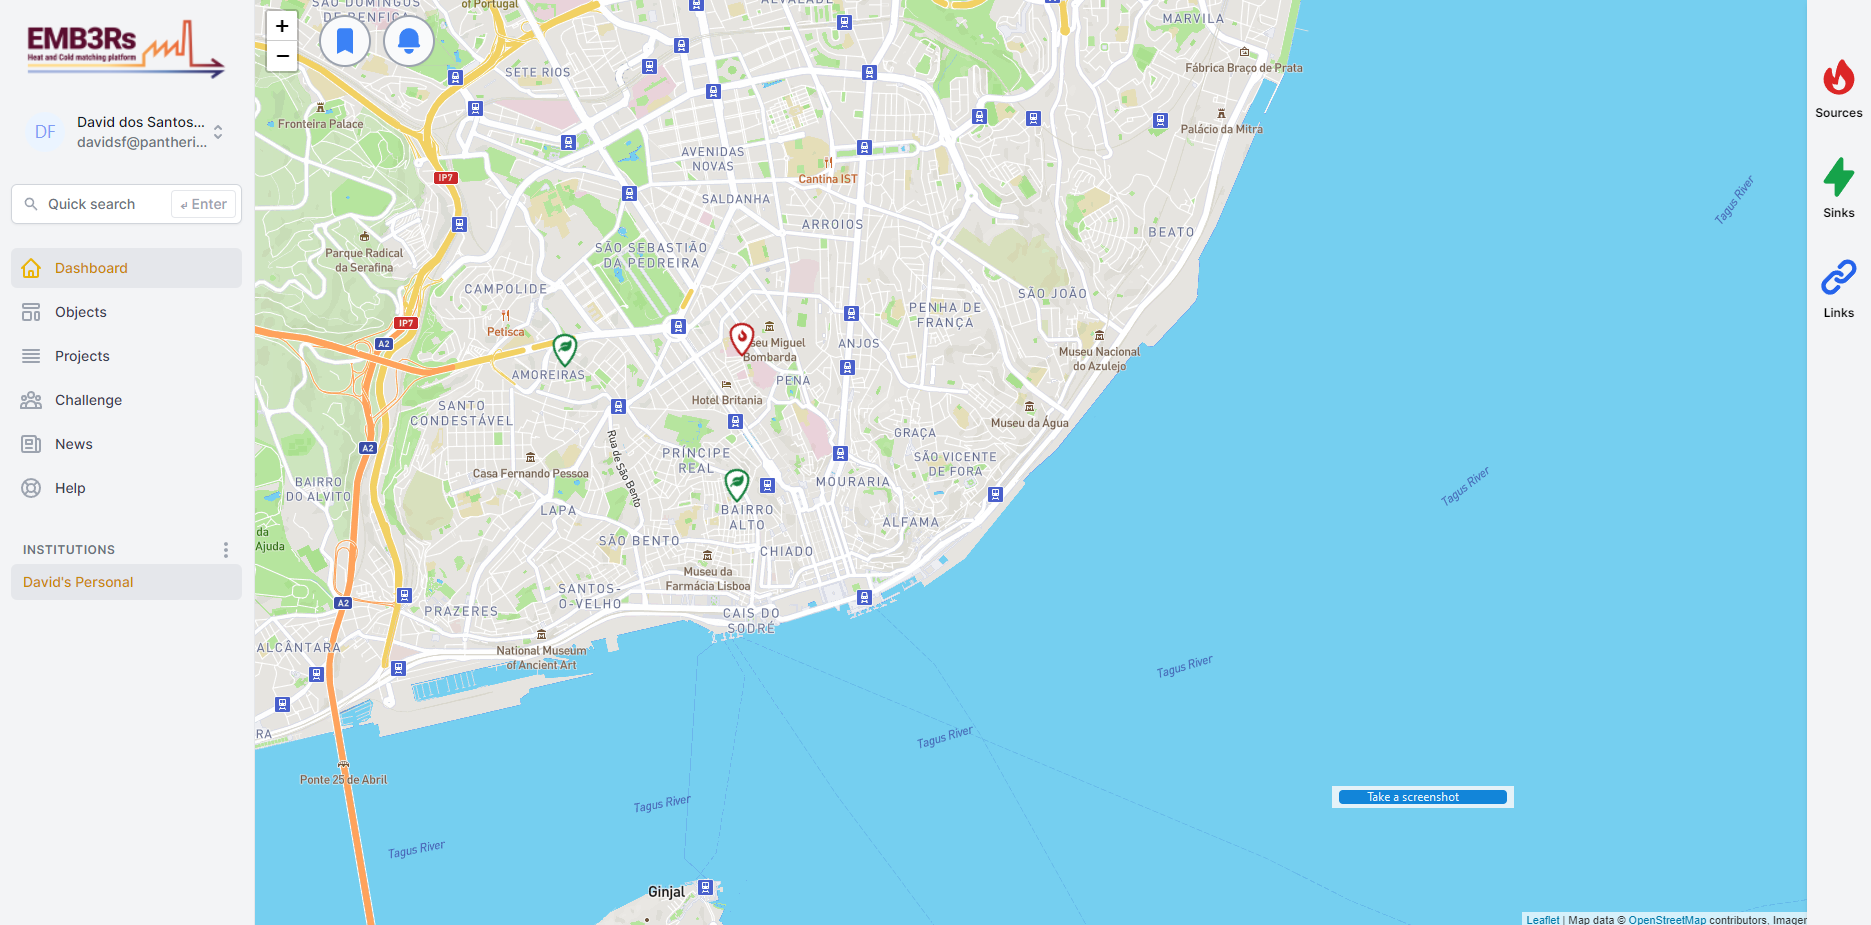 EMB3Rs
Heat and Cold matching platform
DF
David dos Santos...
davidsf@pantheri...
Quick search
Enter
Dashboard
Objects
Projects
Challenge
News
Help
INSTITUTIONS
David's Personal
+
−
SÃO DOMINGOS
DE BENFICA
of Portugal
ALVALADE
MARVILA
SETE RIOS
Fábrica Braço de Prata
Fronteira Palace
Palácio da Mitra
AVENIDAS
NOVAS
Cantina IST
IP7
SALDANHA
ARROIOS
BEATO
Parque Radical
da Serafina
SÃO SEBASTIÃO
DA PEDREIRA
CAMPOLIDE
SÃO JOÃO
PENHA DE
FRANÇA
IP7
Petisca
A2
seu Miguel
Bombarda
ANJOS
Museu Nacional
do Azulejo
AMOREIRAS
PENA
Hotel Britania
SANTO
CONDESTÁVEL
Museu da Água
GRAÇA
A2
Rua de São Bento
PRÍNCIPE
REAL
SÃO VICENTE
DE FORA
Casa Fernando Pessoa
MOURARIA
BAIRRO
DO ALVITO
LAPA
BAIRRO
ALTO
ALFAMA
da
Ajuda
SÃO BENTO
CHIADO
Museu da
Farmácia Lisboa
SANTOS-
O-VELHO
A2
PRAZERES
CAIS DO
SODRÉ
ALCÂNTARA
National Museum
of Ancient Art
RA
Ponte 25 de Abril
Tagus River
Tagus River
Tagus River
Tagus River
Tagus River
Tagus River
Ginjal
Take a screenshot
Leaflet | Map data © OpenStreetMap contributors, Imager
Sources
Sinks
Links